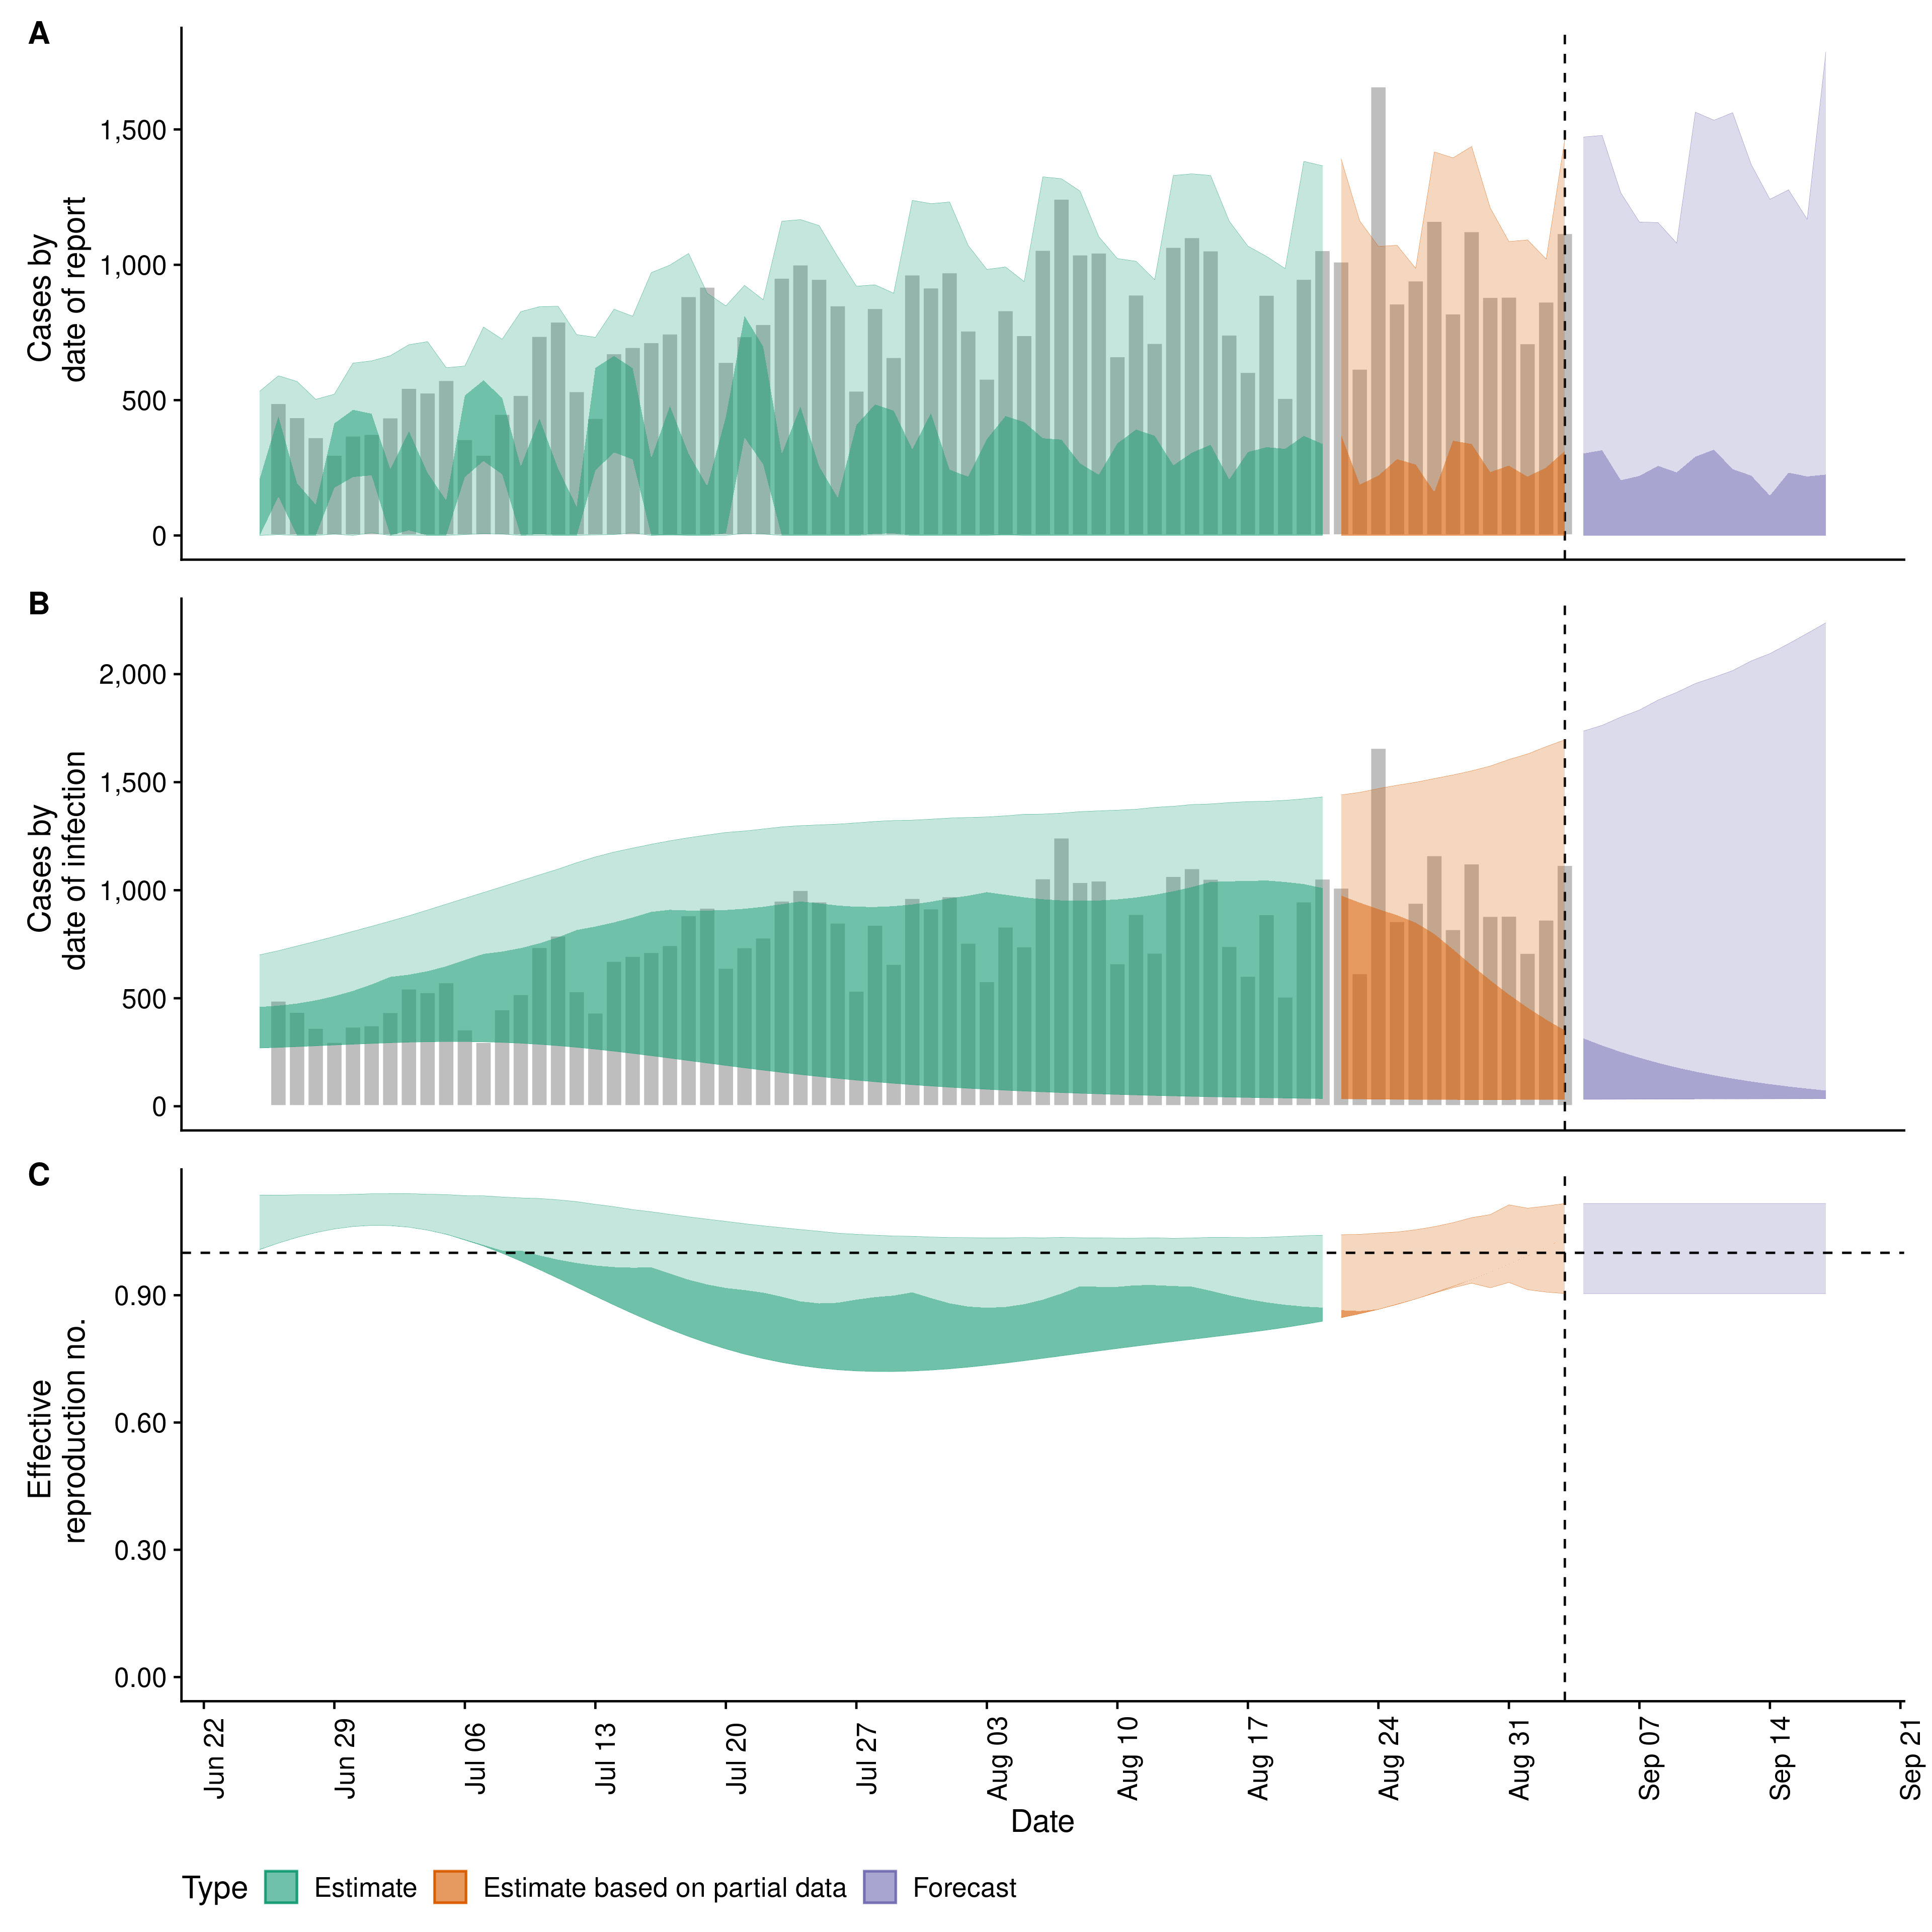 A
Cases by
date of report
1,500
1,000
500
0
B
Cases by
date of infection
2,000
1,500
1,000
500
0
C
Effective
reproduction no.
0.90
0.60
0.30
0.00
Jun 22
Jun 29
Jul 06
Jul 13
Jul 20
Jul 27
Aug 03
Aug 10
Aug 17
Aug 24
Aug 31
Sep 07
Sep 14
Sep 21
Date
Type Estimate Estimate based on partial data Forecast